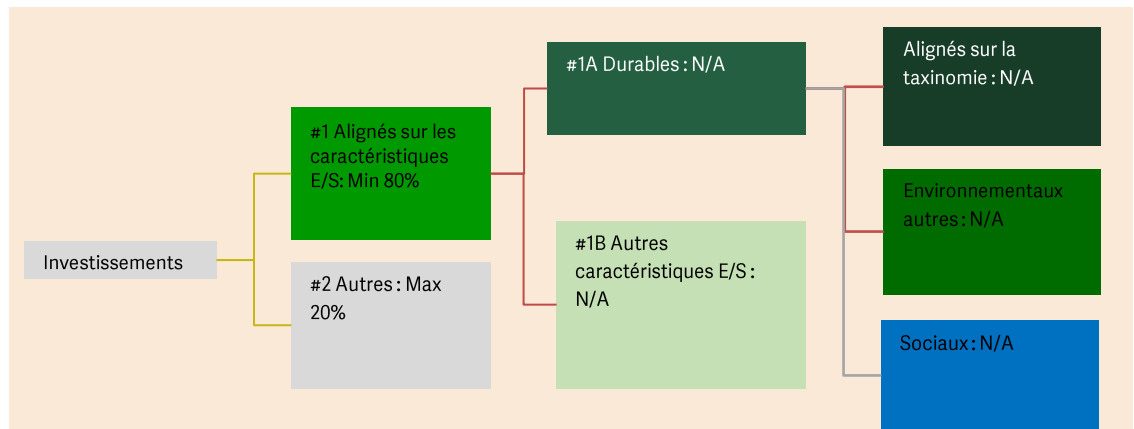 Investissements
#1 Alignés sur les
caractéristiques
E/S: Min 80%
#2 Autres : Max
20%
#1A Durables : N/A
#1B Autres
caractéristiques E/S :
N/A
Alignés sur la
taxinomie : N/A
Environnementaux
autres : N/A
Sociaux : N/A